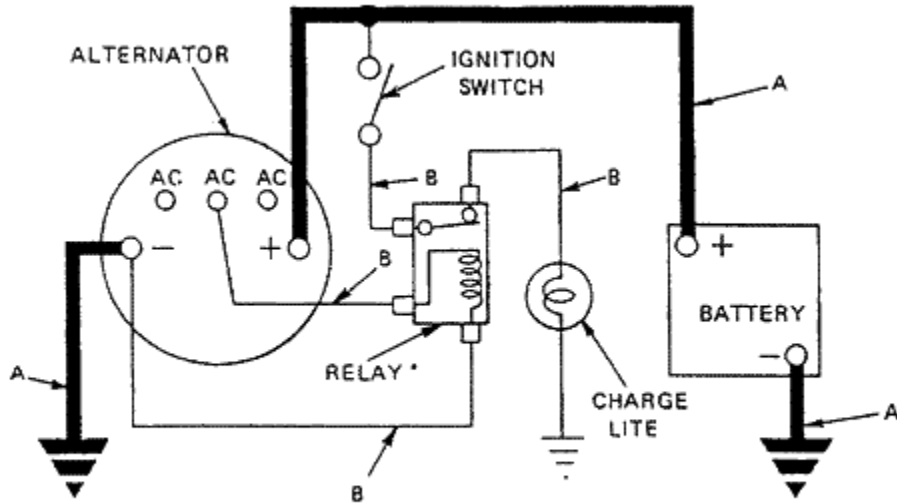 ALTERNATOR
IGNITION
SWITCH
A
AC AC AC
B
B
- +
B
+
BATTERY
-
A
RELAY*
CHARGE
LITE
A
B